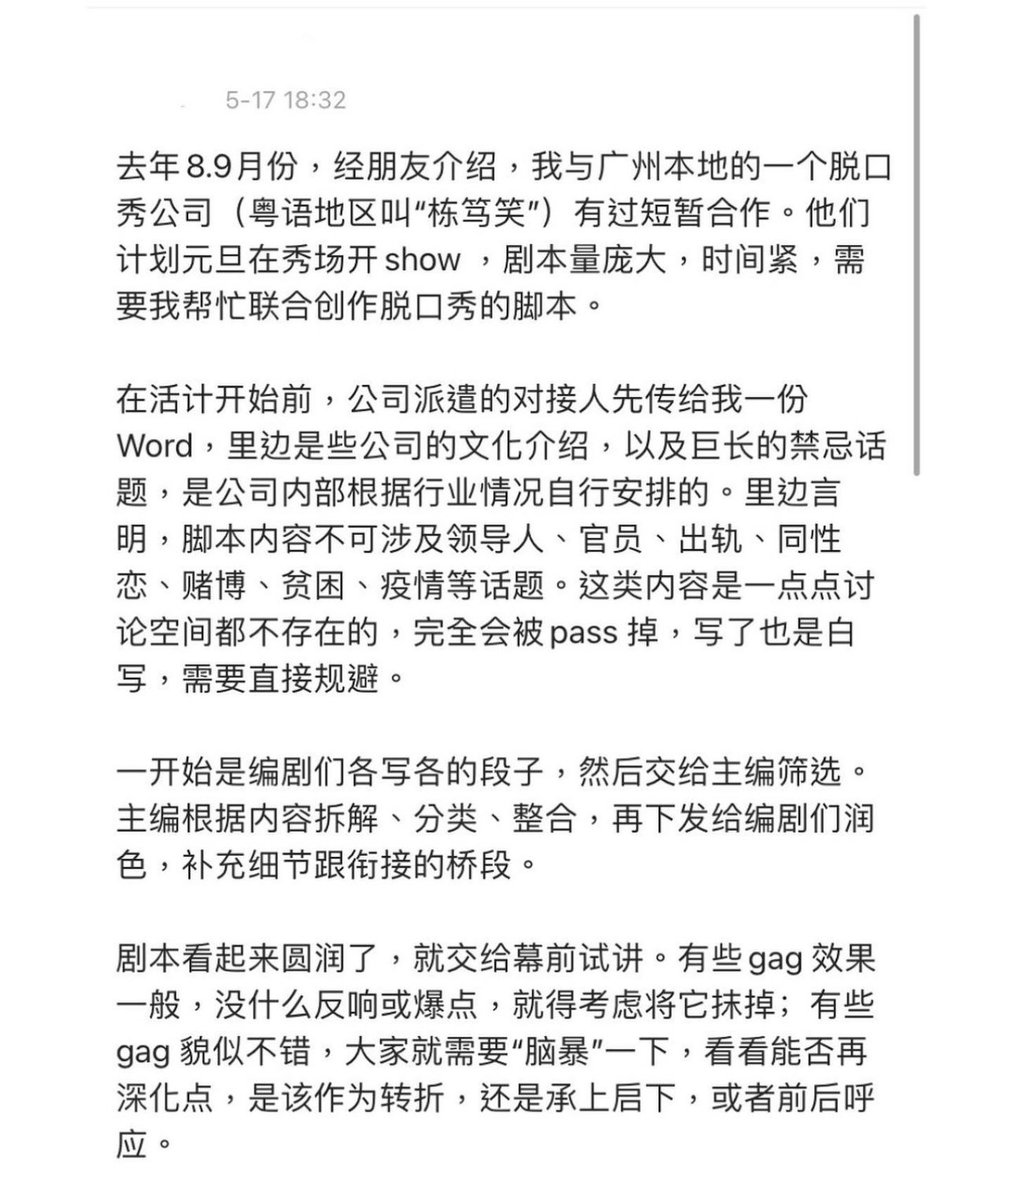 5-17 18:32
去年8.9月份，经朋友介绍，我与广州本地的一个脱口
秀公司（粤语地区叫“栋笃笑”）有过短暂合作。他们
计划元旦在秀场开show ，剧本量庞大，时间紧，需
要我帮忙联合创作脱口秀的脚本。
在活计开始前，公司派遣的对接人先传给我一份
Word，里边是些公司的文化介绍，以及巨长的禁忌话
题，是公司内部根据行业情况自行安排的。里边言
明，脚本内容不可涉及领导人、官员、出轨、同性
恋、赌博、贫困、疫情等话题。这类内容是一点点讨
论空间都不存在的，完全会被pass 掉，写了也是白
写，需要直接规避。
一开始是编剧们各写各的段子，然后交给主编筛选。
主编根据内容拆解、分类、整合，再下发给编剧们润
色，补充细节跟衔接的桥段。
剧本看起来圆润了，就交给幕前试讲。有些gag 效果
一般，没什么反响或爆点，就得考虑将它抹掉；有些
gag 貌似不错，大家就需要“脑暴”一下，看看能否再
深化点，是该作为转折，还是承上启下，或者前后呼
应。